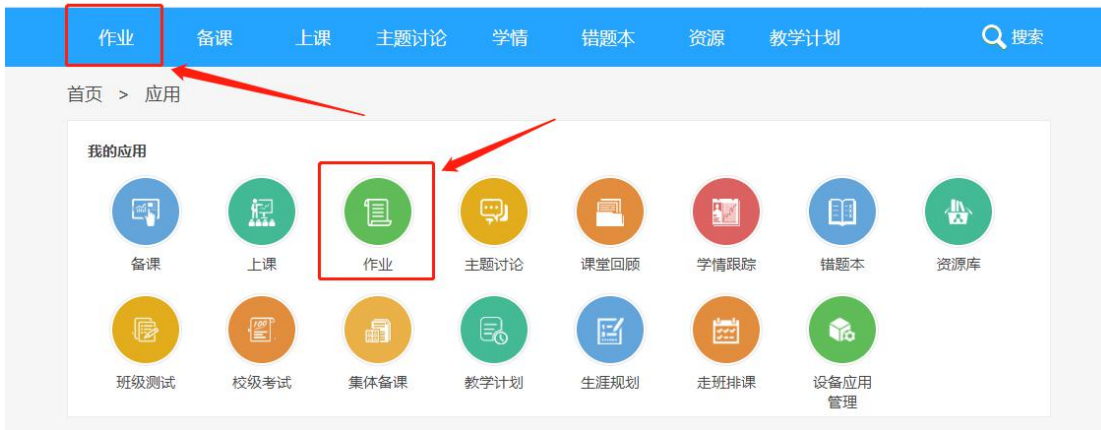 作业 备课 上课 主题讨论 学情 错题本 资源 教学计划 搜索
首页 > 应用
我的应用
备课 上课 作业 主题讨论 课堂回顾 学情跟踪 错题本 资源库
100
班级测试 校级考试 集体备课 教学计划 生涯规划 走班排课 设备应用
管理